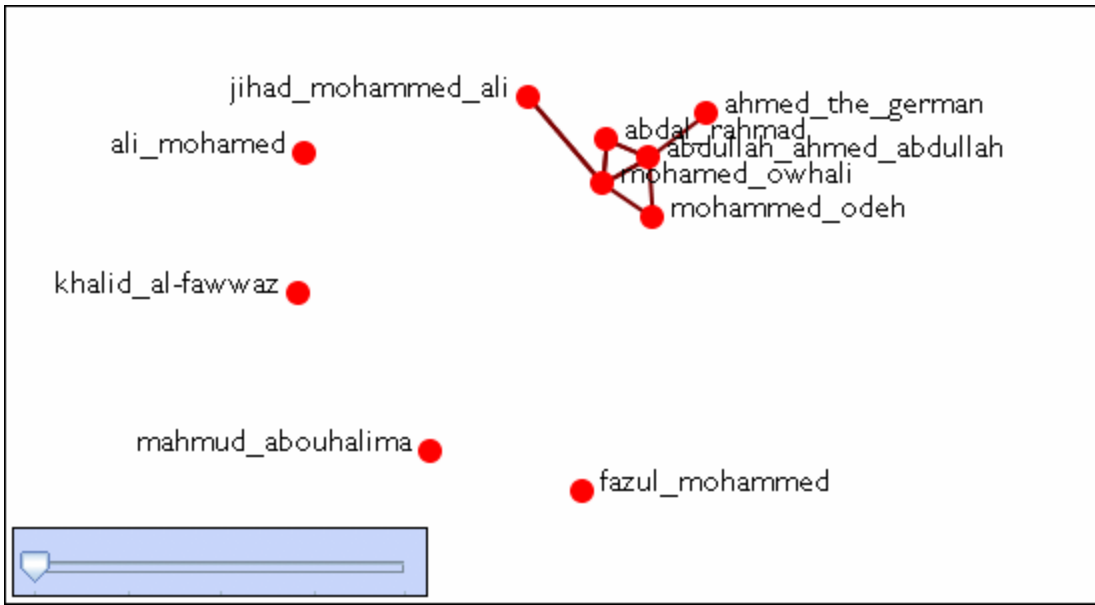 jihad_mohammed_ali
ahmed_the_german
abdal_rahmad
ali_mohamed
abdullah_ahmed_abdullah
mohamed_owhali
mohammed_odeh
khalid_al-fawwaz
mahmud_abouhalima
fazul_mohammed